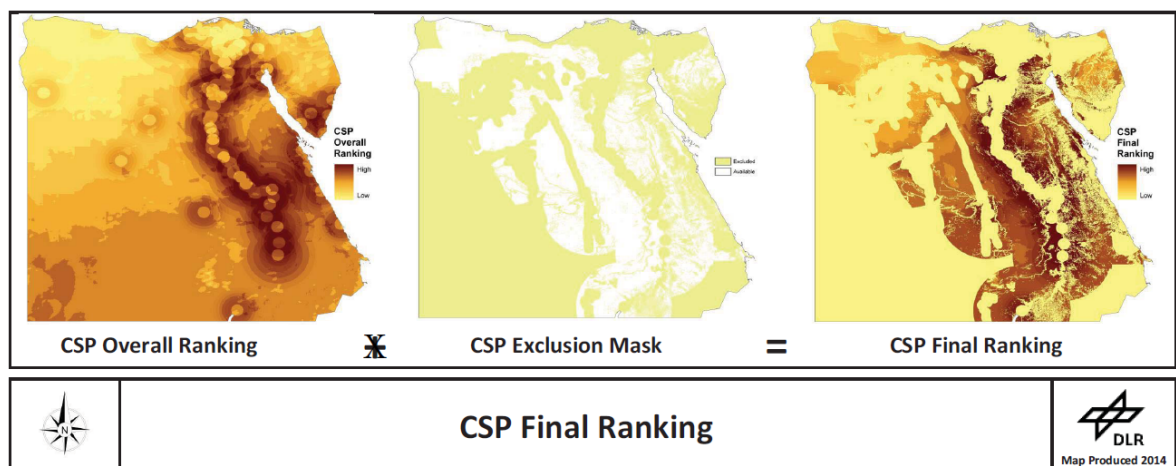 CSP
Overall
Ranking
High
Low
Excluded
Available
CSP
Final
Ranking
High
Low
CSP Overall Ranking
CSP Exclusion Mask
=
CSP Final Ranking
N
CSP Final Ranking
DLR
Map Produced 2014